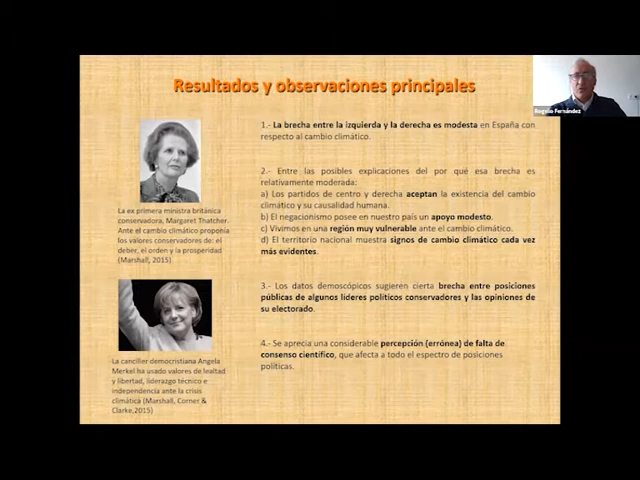 Resultados y observaciones principales
Rogelio Fernández
1.- La brecha entre la izquierda y la derecha es modesta en España con
respecto al cambio climático.
2.- Entre las posibles explicaciones del por qué esa brecha es
relativamente moderada:
a) Los partidos de centro y derecha aceptan la existencia del cambio
climático y su causalidad humana.
b) El negacionismo posee en nuestro país un apoyo modesto.
c) Vivimos en una región muy vulnerable ante el cambio climático.
d) El territorio nacional muestra signos de cambio climático cada vez
más evidentes.
3.- Los datos demoscópicos sugieren cierta brecha entre posiciones
públicas de algunos líderes políticos conservadores y las opiniones de
su electorado.
4.- Se aprecia una considerable percepción (errónea) de falta de
consenso científico, que afecta a todo el espectro de posiciones
políticas.
La ex primera ministra británica
conservadora, Margaret Thatcher.
Ante el cambio climático proponía
los valores conservadores de: el
deber, el orden y la prosperidad
(Marshall, 2015)
La canciller democristiana Angela
Merkel ha usado valores de lealtad
y libertad, liderazgo técnico e
independencia ante la crisis
climática (Marshall, Corner &
Clarke,2015)